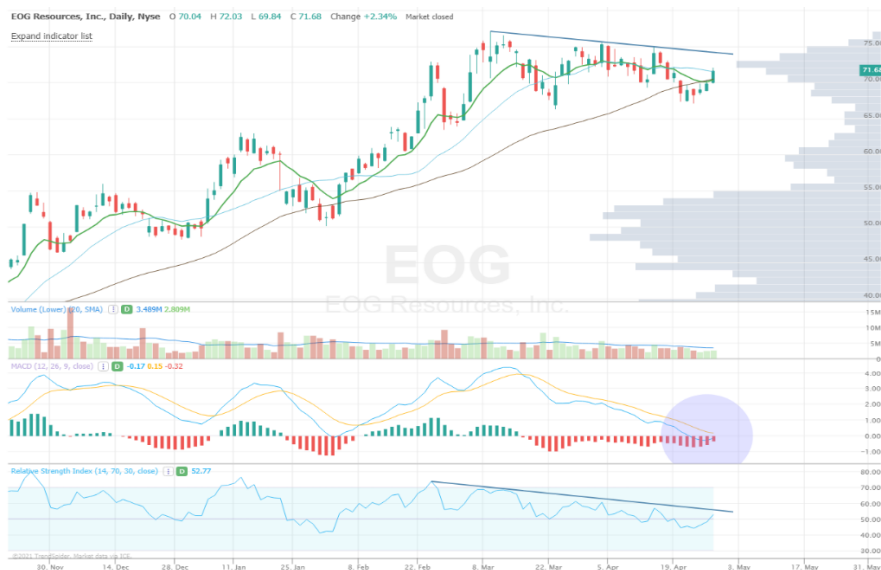 EOG Resources, Inc., Daily, Nyse O 70.04 H 72.03 L 69.84 C 71.68 Change +2.34% Market closed
Expand indicator list
75.00
71.68
70.00
65.00
60.00
55.00
50.00
45.00
40.00
EOG
EOG Resources, Inc.
Volume (Lower) (20, SMA) D 3.489M 2.809M
15M
10M
5M
0
MACD (12, 26, 9, close) D -0.17 0.15 -0.32
4.00
3.00
2.00
1.00
0.00
-1.00
Relative Strength Index (14, 70, 30, close) D 52.77
80.00
70.00
60.00
50.00
40.00
30.00
©2021 TrendSpider. Market data via ICE
30. Nov 14. Dec 28. Dec 11. Jan 25. Jan 8. Feb 22. Feb 8. Mar 22. Mar 5. Apr 19. Apr 3. May 17. May 31. May